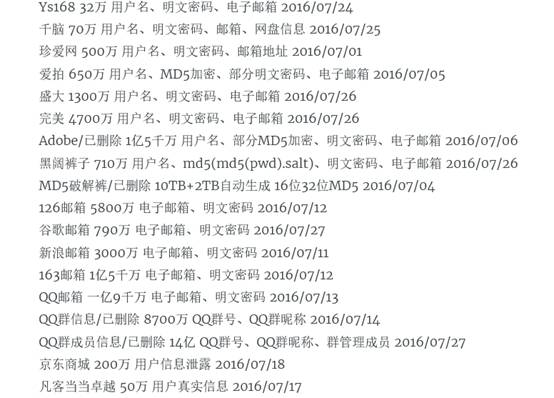 Ys168 32万 用户名、明文密码、电子邮箱 2016/07/24
千脑 70万 用户名、明文密码、邮箱、网盘信息 2016/07/25
珍爱网 500万 用户名、明文密码、邮箱地址 2016/07/01
爱拍 650万 用户名、MD5加密、部分明文密码、电子邮箱 2016/07/05
盛大 1300万 用户名、明文密码、电子邮箱 2016/07/26
完美 4700万 用户名、明文密码、电子邮箱 2016/07/26
Adobe/已删除 1亿5千万 用户名、部分MD5加密、明文密码、电子邮箱 2016/07/06
黑阔裤子 710万 用户名、md5(md5(pwd).salt)、明文密码、电子邮箱 2016/07/26
MD5破解裤/已删除 10TB+2TB自动生成 16位32位MD5 2016/07/04
126邮箱 5800万 电子邮箱、明文密码 2016/07/12
谷歌邮箱 790万 电子邮箱、明文密码 2016/07/27
新浪邮箱 3000万 电子邮箱、明文密码 2016/07/11
163邮箱 1亿5千万 电子邮箱、明文密码 2016/07/12
QQ邮箱 一亿9千万 电子邮箱、明文密码 2016/07/13
QQ群信息/已删除 8700万 QQ群号、QQ群昵称 2016/07/14
QQ群成员信息/已删除 14亿 QQ群号、QQ群昵称、群管理成员 2016/07/27
京东商城 200万 用户信息泄露 2016/07/18
凡客当当卓越 50万 用户真实信息 2016/07/17